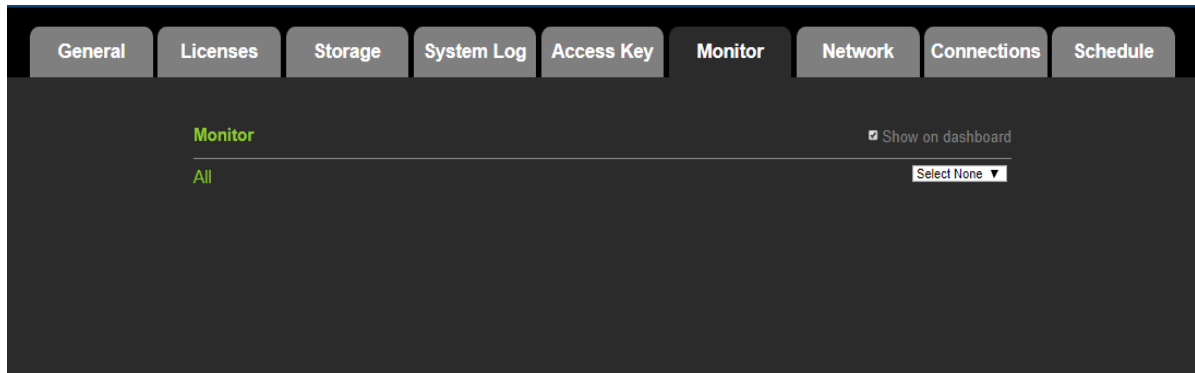 General Licenses Storage System Log Access Key Monitor Network Connections Schedule
Monitor Show on dashboard
All Select None